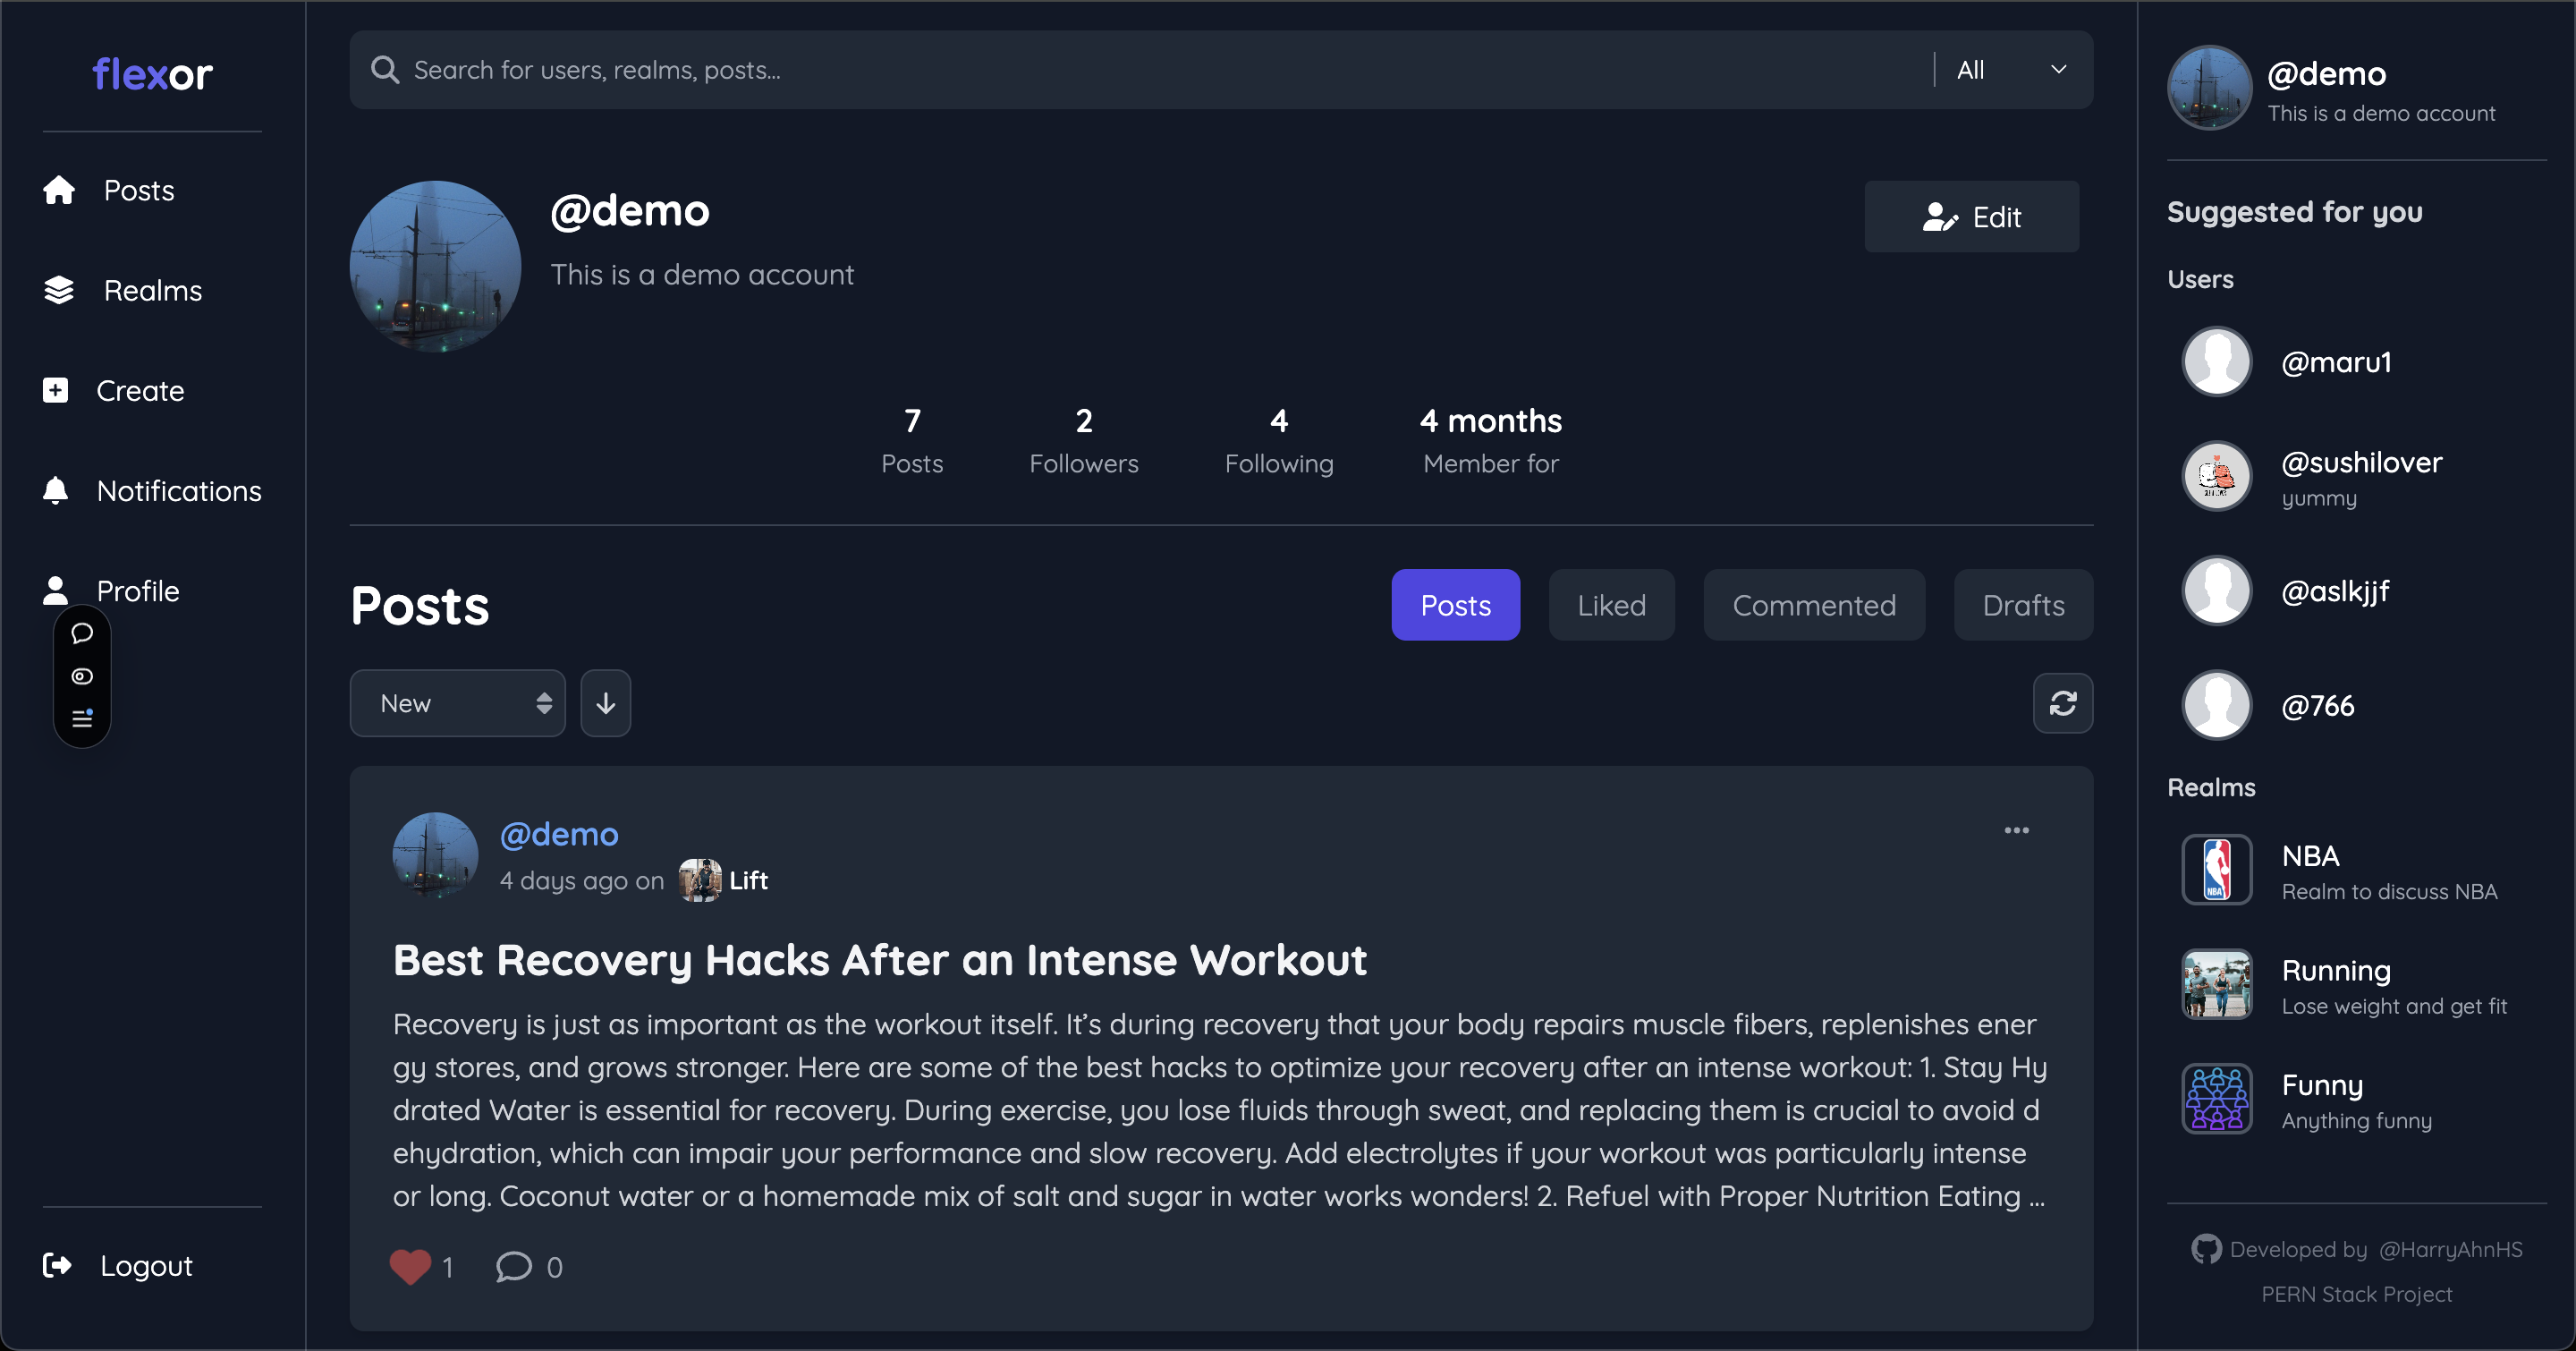 flexor
Posts
Realms
Create
Notifications
Profile
Logout
Search for users, realms, posts...
All
@demo
This is a demo account
Edit
7
Posts
2
Followers
4
Following
4 months
Member for
Posts
Posts
Liked
Commented
Drafts
New
@demo
4 days ago on Lift
Best Recovery Hacks After an Intense Workout
Recovery is just as important as the workout itself. It’s during recovery that your body repairs muscle fibers, replenishes ener
gy stores, and grows stronger. Here are some of the best hacks to optimize your recovery after an intense workout: 1. Stay Hy
drated Water is essential for recovery. During exercise, you lose fluids through sweat, and replacing them is crucial to avoid d
ehydration, which can impair your performance and slow recovery. Add electrolytes if your workout was particularly intense
or long. Coconut water or a homemade mix of salt and sugar in water works wonders! 2. Refuel with Proper Nutrition Eating ...
1
0
@demo
This is a demo account
Suggested for you
Users
@maru1
@sushilover
yummy
@aslkjjf
@766
Realms
NBA
NBA
Realm to discuss NBA
Running
Lose weight and get fit
Funny
Anything funny
Developed by @HarryAhnHS
PERN Stack Project